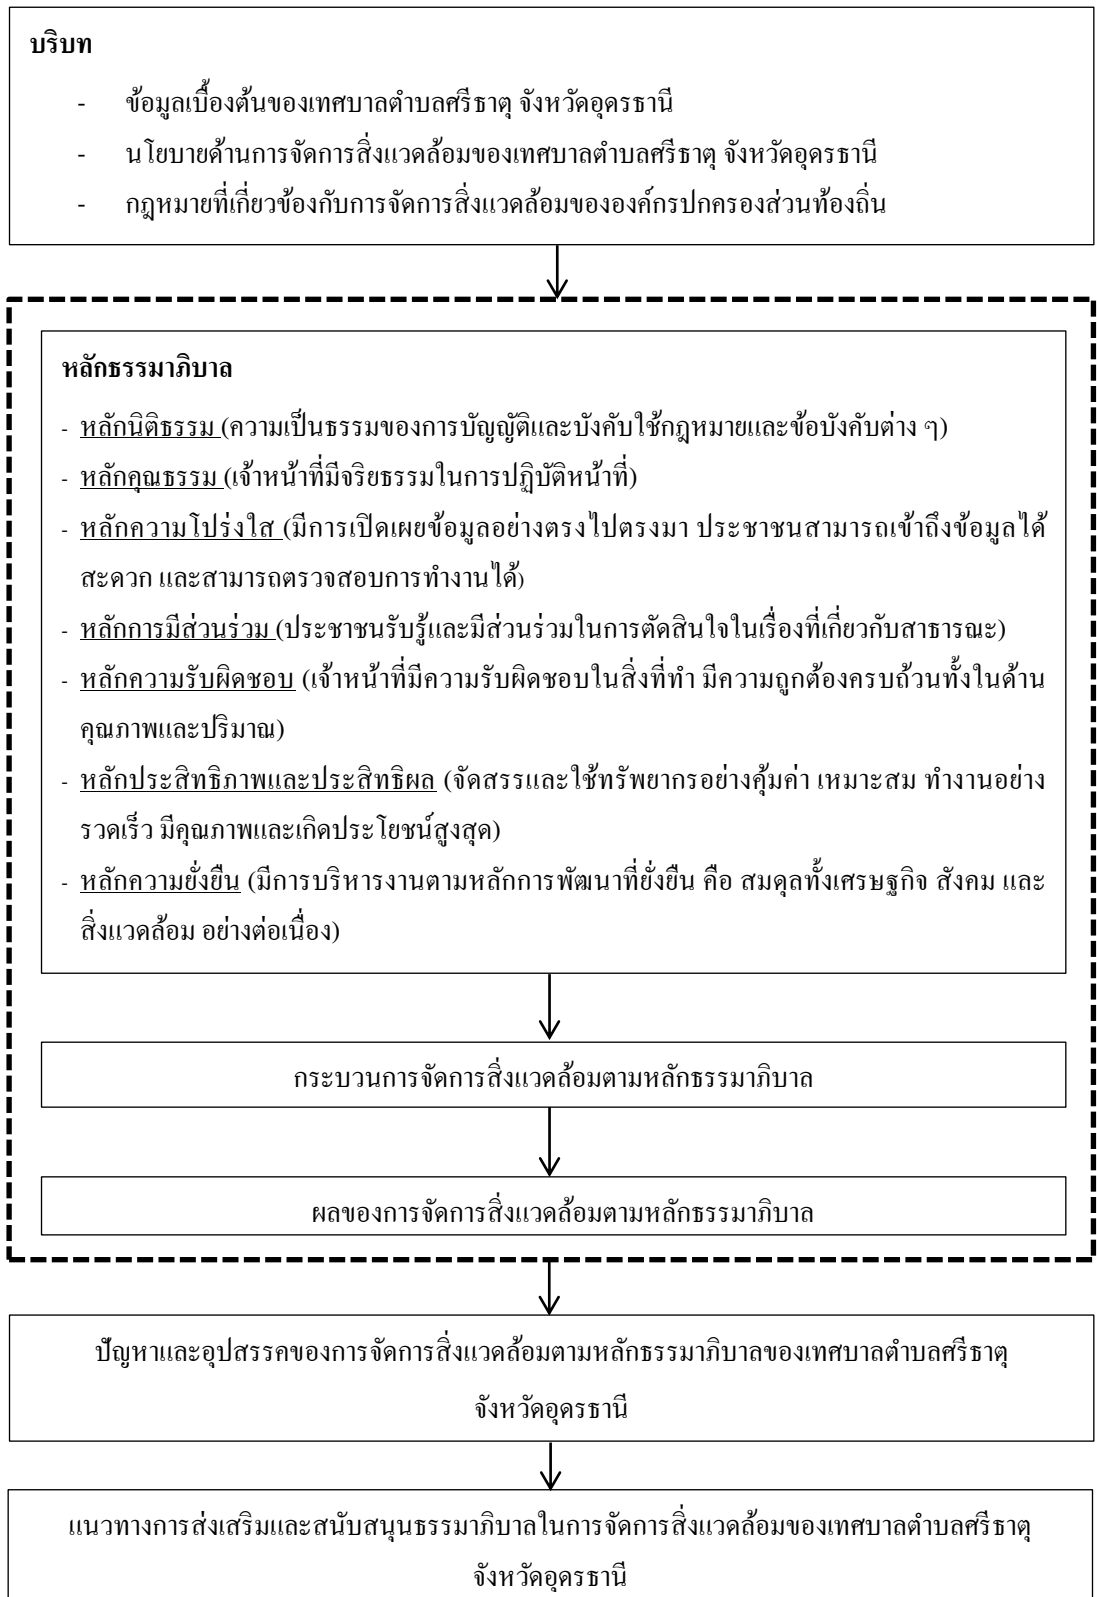 บริบท
- ข้อมูลเบื้องต้นของเทศบาลตำบลศรีธาตุ จังหวัดอุดรธานี
- นโยบายด้านการจัดการสิ่งแวดล้อมของเทศบาลตำบลศรีธาตุ จังหวัดอุดรธานี
- กฎหมายที่เกี่ยวข้องกับการจัดการสิ่งแวดล้อมขององค์กรปกครองส่วนท้องถิ่น
หลักธรรมาภิบาล
- หลักนิติธรรม (ความเป็นธรรมของการบัญญัติและบังคับใช้กฎหมายและข้อบังคับต่าง ๆ)
- หลักคุณธรรม (เจ้าหน้าที่มีจริยธรรมในการปฏิบัติหน้าที่)
- หลักความโปร่งใส (มีการเปิดเผยข้อมูลอย่างตรงไปตรงมา ประชาชนสามารถเข้าถึงข้อมูลได้
สะดวก และสามารถตรวจสอบการทำงานได้)
- หลักการมีส่วนร่วม (ประชาชนรับรู้และมีส่วนร่วมในการตัดสินใจในเรื่องที่เกี่ยวกับสาธารณะ)
- หลักความรับผิดชอบ (เจ้าหน้าที่มีความรับผิดชอบในสิ่งที่ทำ มีความถูกต้องครบถ้วนทั้งในด้าน
คุณภาพและปริมาณ)
- หลักประสิทธิภาพและประสิทธิผล (จัดสรรและใช้ทรัพยากรอย่างคุ้มค่า เหมาะสม ทำงานอย่าง
รวดเร็ว มีคุณภาพและเกิดประโยชน์สูงสุด)
- หลักความยั่งยืน (มีการบริหารงานตามหลักการพัฒนาที่ยั่งยืน คือ สมดุลทั้งเศรษฐกิจ สังคม และ
สิ่งแวดล้อม อย่างต่อเนื่อง)
กระบวนการจัดการสิ่งแวดล้อมตามหลักธรรมาภิบาล
ผลของการจัดการสิ่งแวดล้อมตามหลักธรรมาภิบาล
ปัญหาและอุปสรรคของการจัดการสิ่งแวดล้อมตามหลักธรรมาภิบาลของเทศบาลตำบลศรีธาตุ
จังหวัดอุดรธานี
แนวทางการส่งเสริมและสนับสนุนธรรมาภิบาลในการจัดการสิ่งแวดล้อมของเทศบาลตำบลศรีธาตุ
จังหวัดอุดรธานี